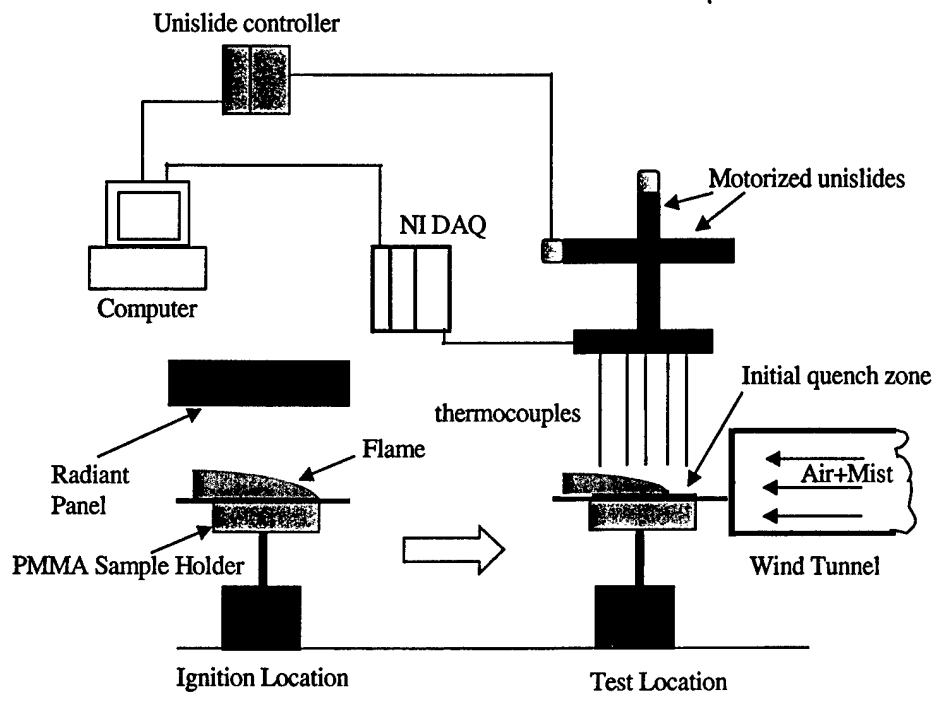 Unislide controller
Motorized unislides
NI DAQ
Computer
Initial quench zone
thermocouples
Flame
Radiant
Panel
Air+Mist
PMMA Sample Holder
Wind Tunnel
Ignition Location
Test Location